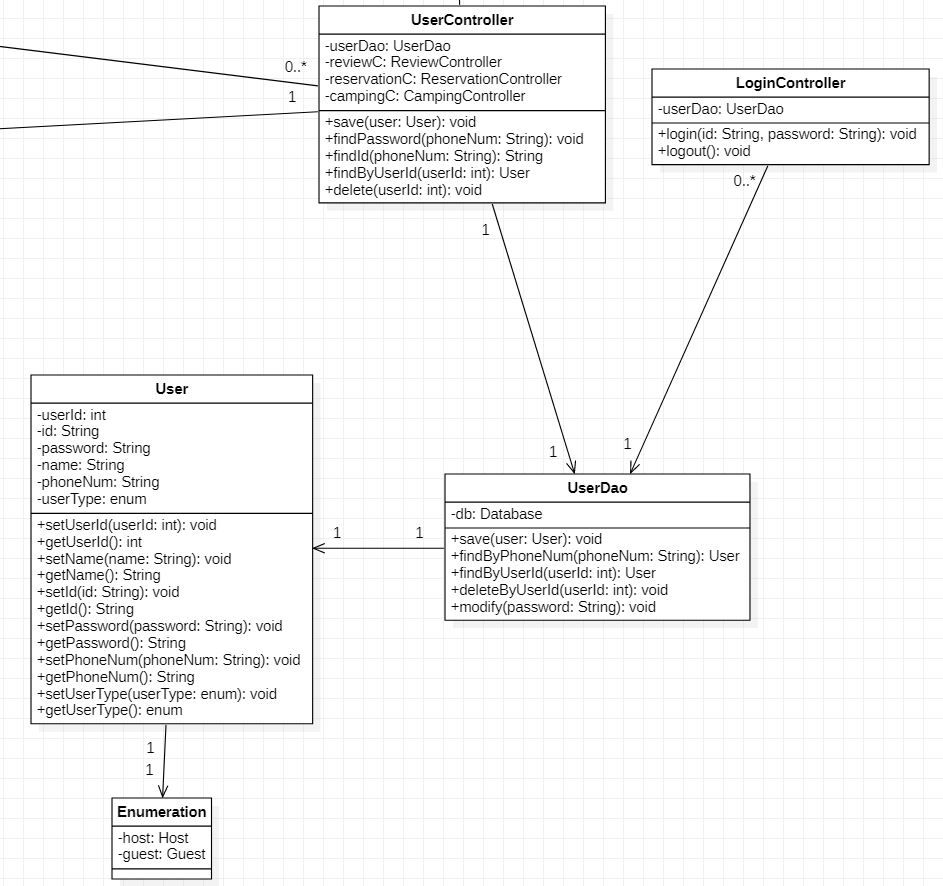 UserController
-userDao: UserDao
-reviewC: ReviewController
-reservationC: ReservationController
-campingC: CampingController
+save(user: User): void
+findPassword(phoneNum: String): void
+findId(phoneNum: String): String
+findByUserId(userId: int): User
+delete(userId: int): void
0..*
1
LoginController
-userDao: UserDao
+login(id: String, password: String): void
+logout(): void
0..*
1
1
1
User
-userId: int
-id: String
-password: String
-name: String
-phoneNum: String
-userType: enum
+setUserId(userId: int): void
+getUserId(): int
+setName(name: String): void
+getName(): String
+setId(id: String): void
+getId(): String
+setPassword(password: String): void
+getPassword(): String
+setPhoneNum(phoneNum: String): void
+getPhoneNum(): String
+setUserType(userType: enum): void
+getUserType(): enum
1
1
UserDao
-db: Database
+save(user: User): void
+findByPhoneNum(phoneNum: String): User
+findByUserId(userId: int): User
+deleteByUserId(userId: int): void
+modify(password: String): void
1
1
Enumeration
-host: Host
-guest: Guest